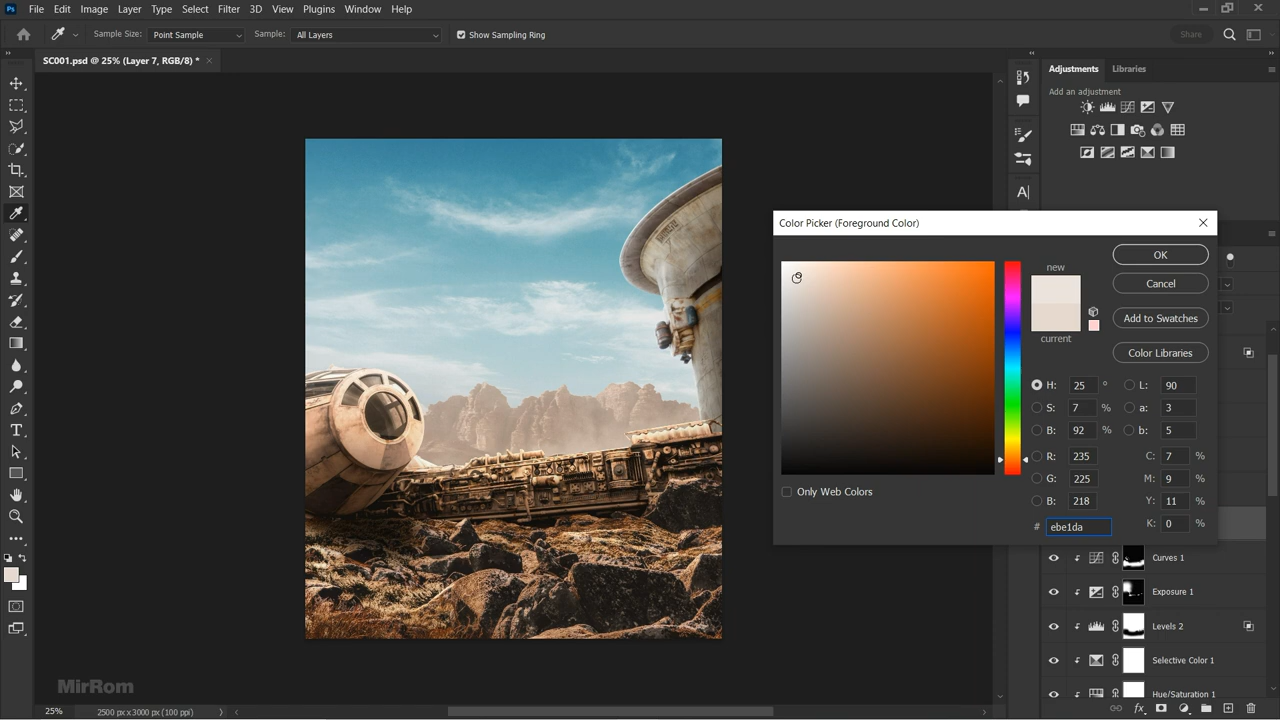 Ps File Edit Image Layer Type Select Filter 3D View Plugins Window Help
Sample Size: Point Sample Sample: All Layers Show Sampling Ring Share
SC001.psd @ 25% (Layer 7, RGB/8) * ×
Adjustments Libraries
Add an adjustment
A|
Color Picker (Foreground Color)
new
current
OK
Cancel
Add to Swatches
Color Libraries
H: 25 ° L: 90
S: 7 % a: 3
B: 92 % b: 5
R: 235 C: 7 %
G: 225 M: 9 %
B: 218 Y: 11 %
# ebe1da K: 0 %
Only Web Colors
Curves 1
Exposure 1
Levels 2
Selective Color 1
Hue/Saturation 1
T
MirRom
25% 2500 px x 3000 px (100 ppi)
fx